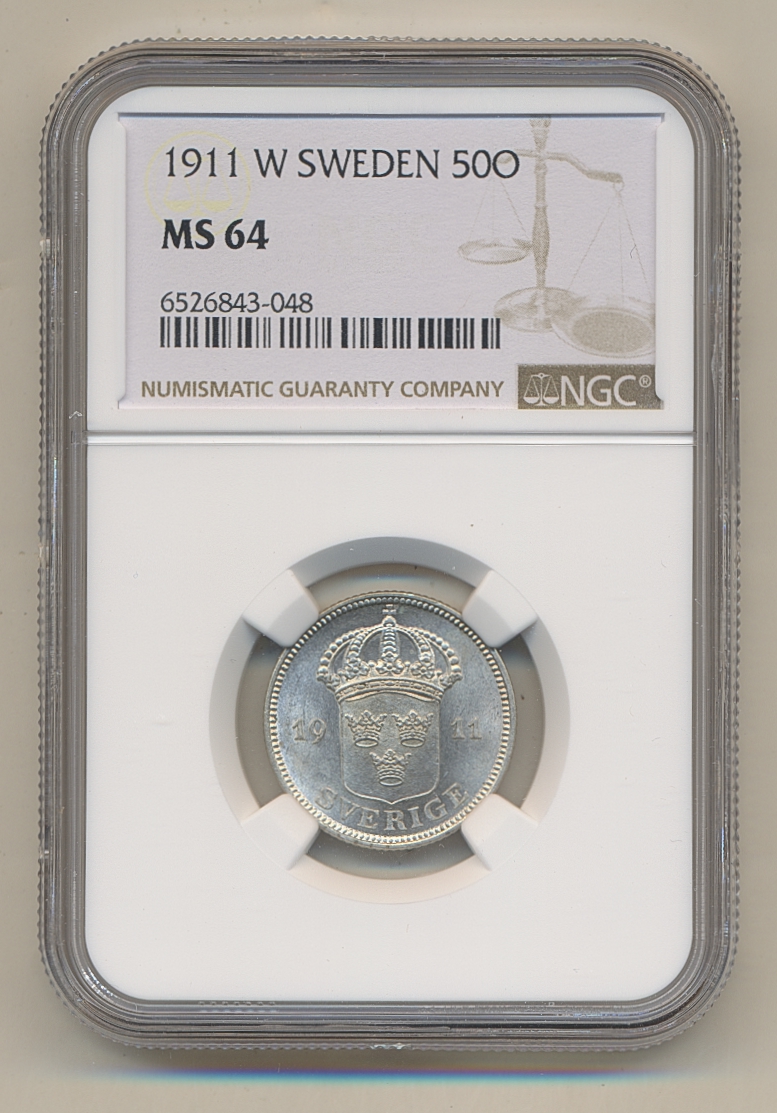 1911 W SWEDEN 50O
MS 64
6526843-048
NUMISMATIC GUARANTY COMPANY
NGC®
19 11
SVERIGE